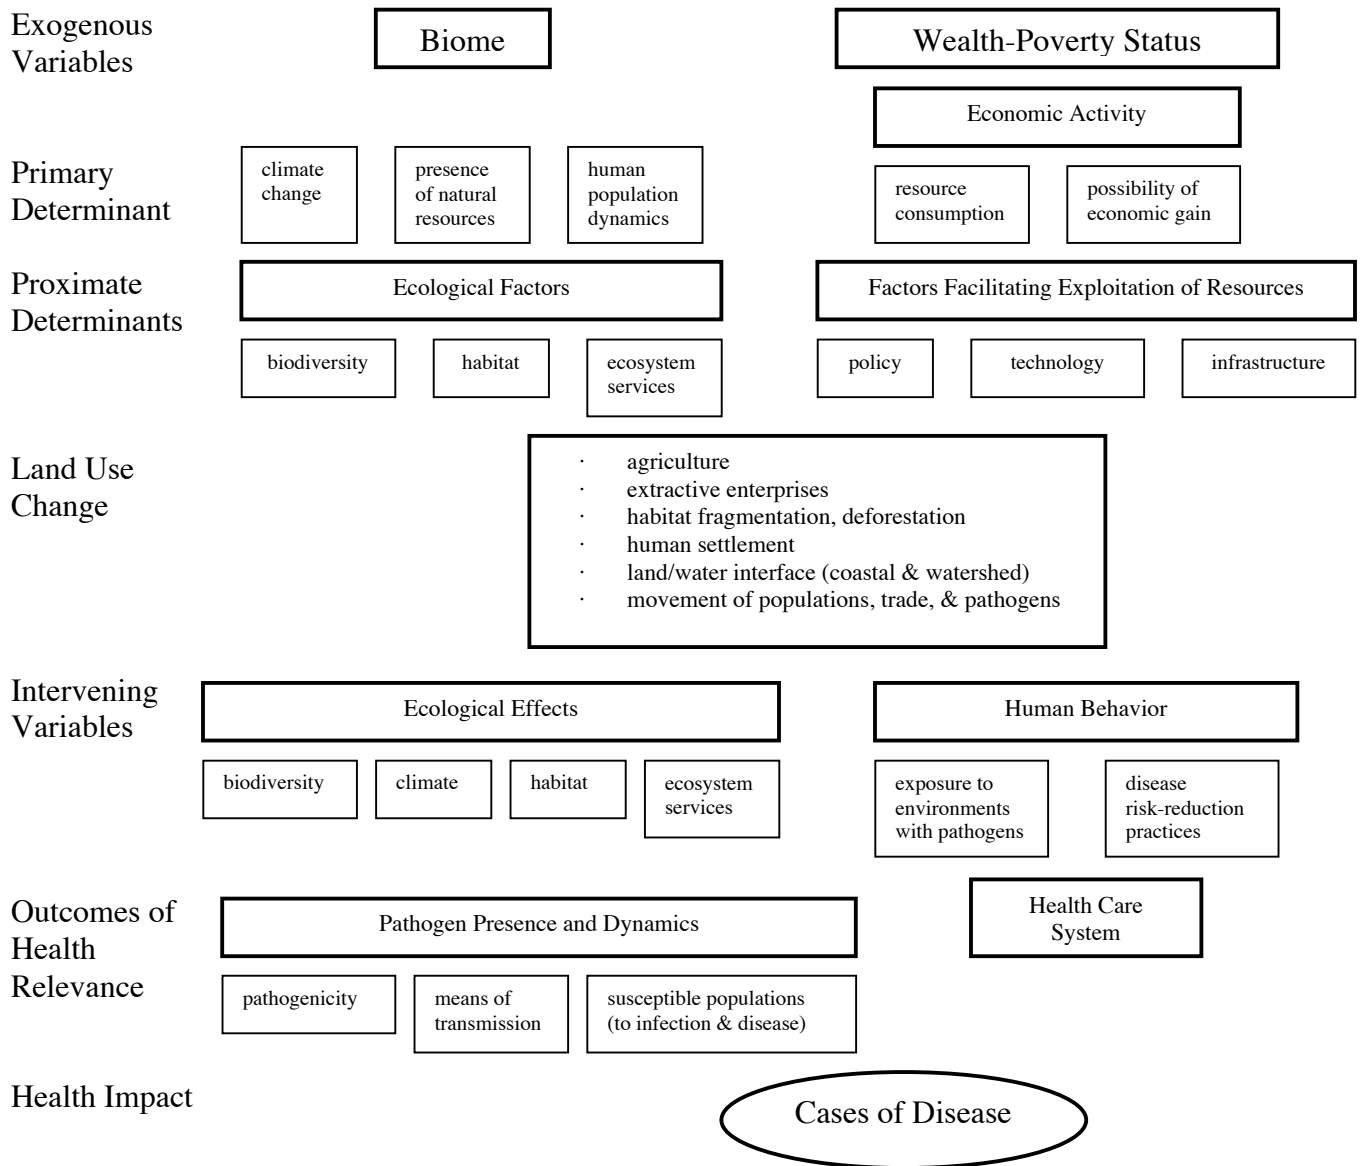 Exogenous
Variables
Biome
Wealth-Poverty Status
Economic Activity
Primary
Determinant
climate
change
presence
of natural
resources
human
population
dynamics
resource
consumption
possibility of
economic gain
Proximate
Determinants
Ecological Factors
Factors Facilitating Exploitation of Resources
biodiversity
habitat
ecosystem
services
policy
technology
infrastructure
Land Use
Change
· agriculture
· extractive enterprises
· habitat fragmentation, deforestation
· human settlement
· land/water interface (coastal & watershed)
· movement of populations, trade, & pathogens
Intervening
Variables
Ecological Effects
Human Behavior
biodiversity
climate
habitat
ecosystem
services
exposure to
environments
with pathogens
disease
risk-reduction
practices
Outcomes of
Health
Relevance
Pathogen Presence and Dynamics
Health Care
System
pathogenicity
means of
transmission
susceptible populations
(to infection & disease)
Health Impact
Cases of Disease